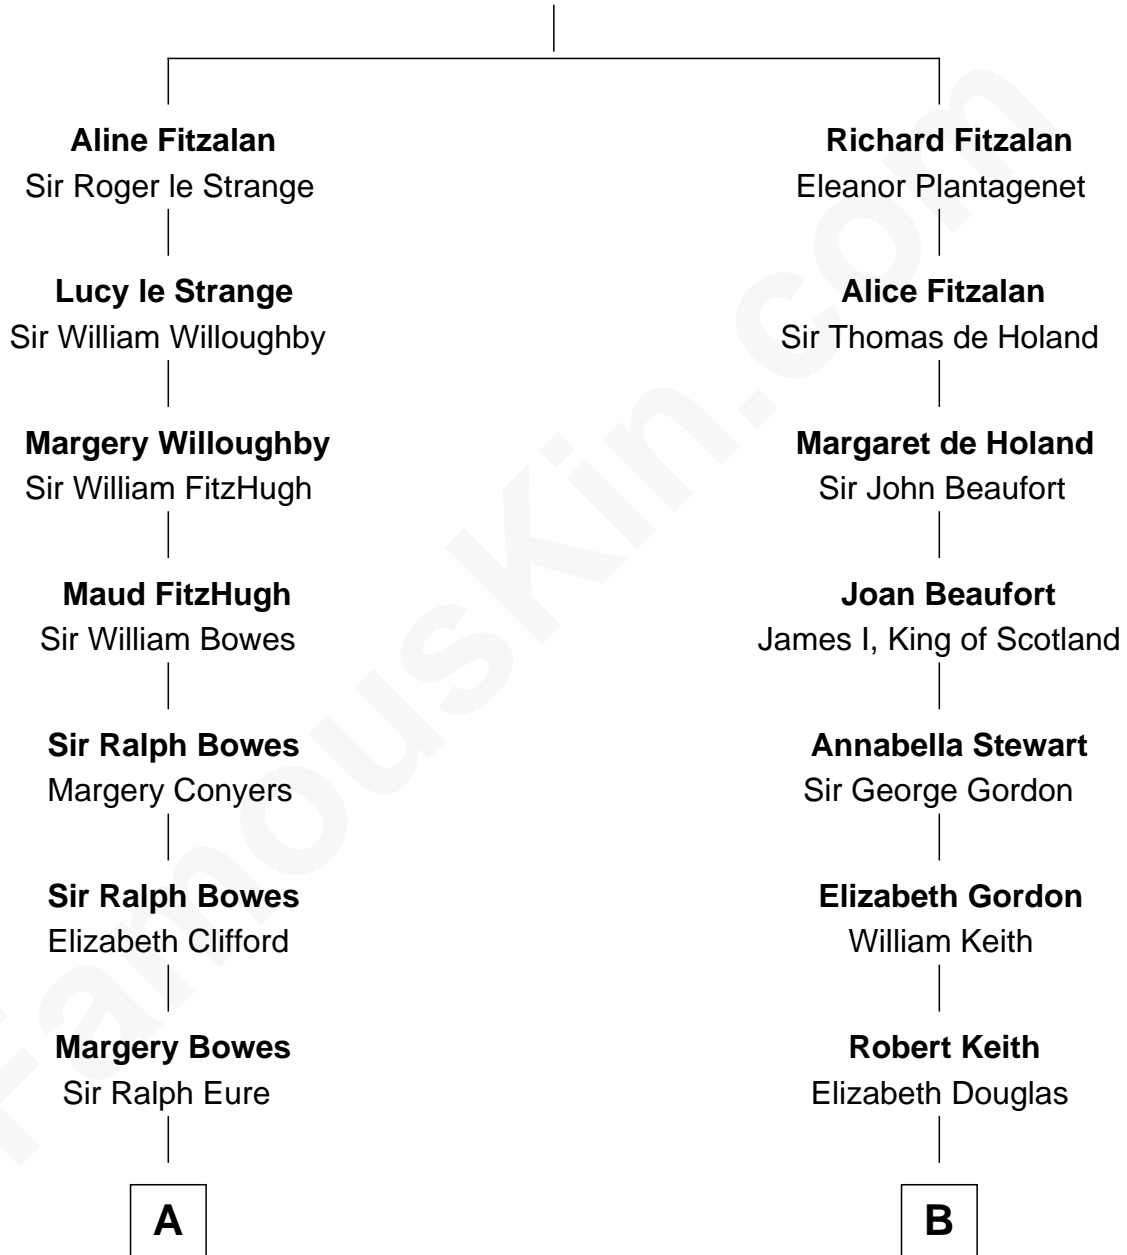 Aline Fitzalan
Sir Roger le Strange
Richard Fitzalan
Eleanor Plantagenet
Lucy le Strange
Sir William Willoughby
Alice Fitzalan
Sir Thomas de Holand
Margery Willoughby
Sir William FitzHugh
Margaret de Holand
Sir John Beaufort
Maud FitzHugh
Sir William Bowes
Joan Beaufort
James I, King of Scotland
Sir Ralph Bowes
Margery Conyers
Annabella Stewart
Sir George Gordon
Sir Ralph Bowes
Elizabeth Clifford
Elizabeth Gordon
William Keith
Margery Bowes
Sir Ralph Eure
Robert Keith
Elizabeth Douglas
A
B
FamousKin.com